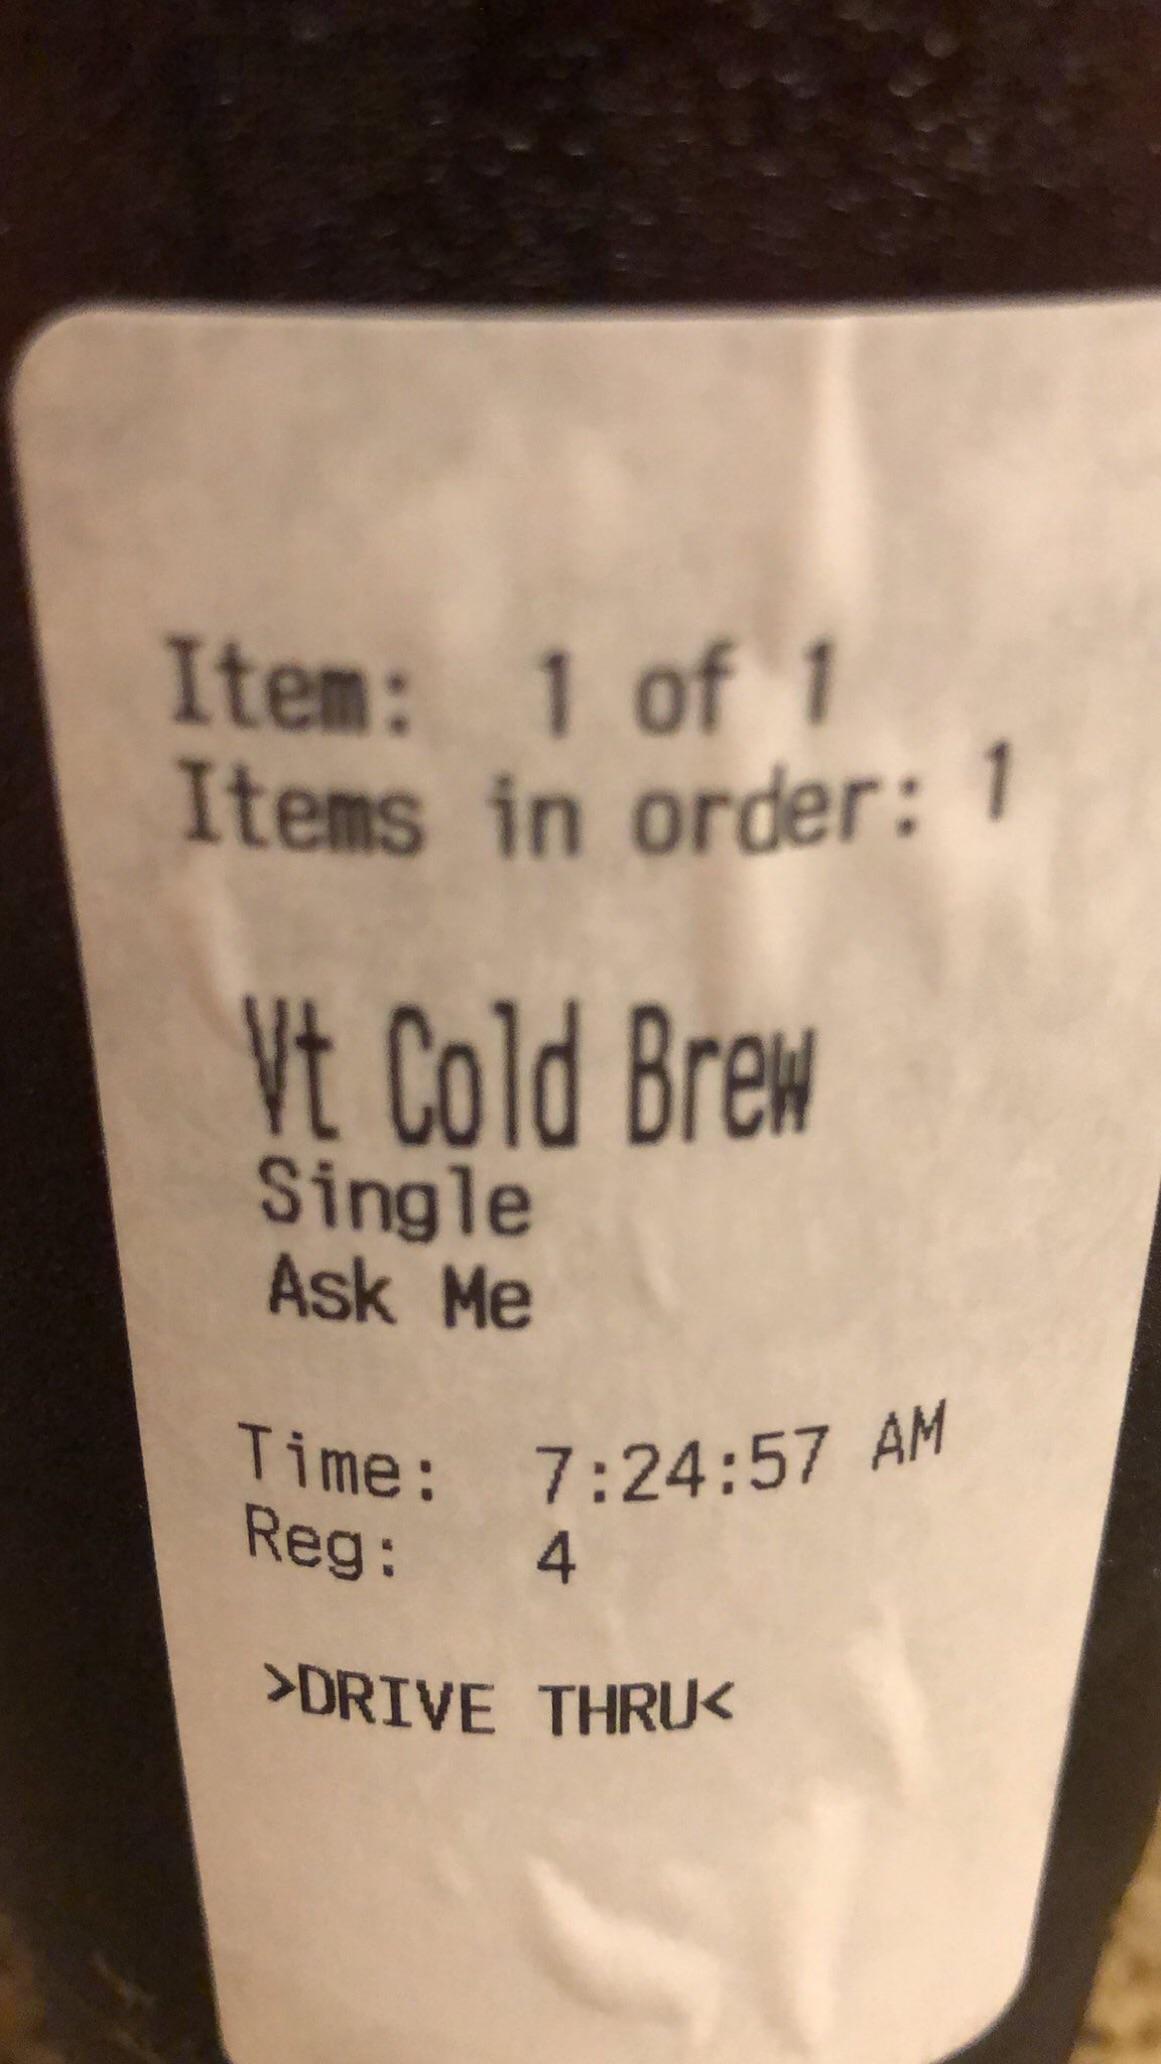 Item: 1 of 1
Items in order: 1
Vt Cold Brew
Single
Ask Me
Time: 7:24:57 AM
Reg: 4
>DRIVE THRU<